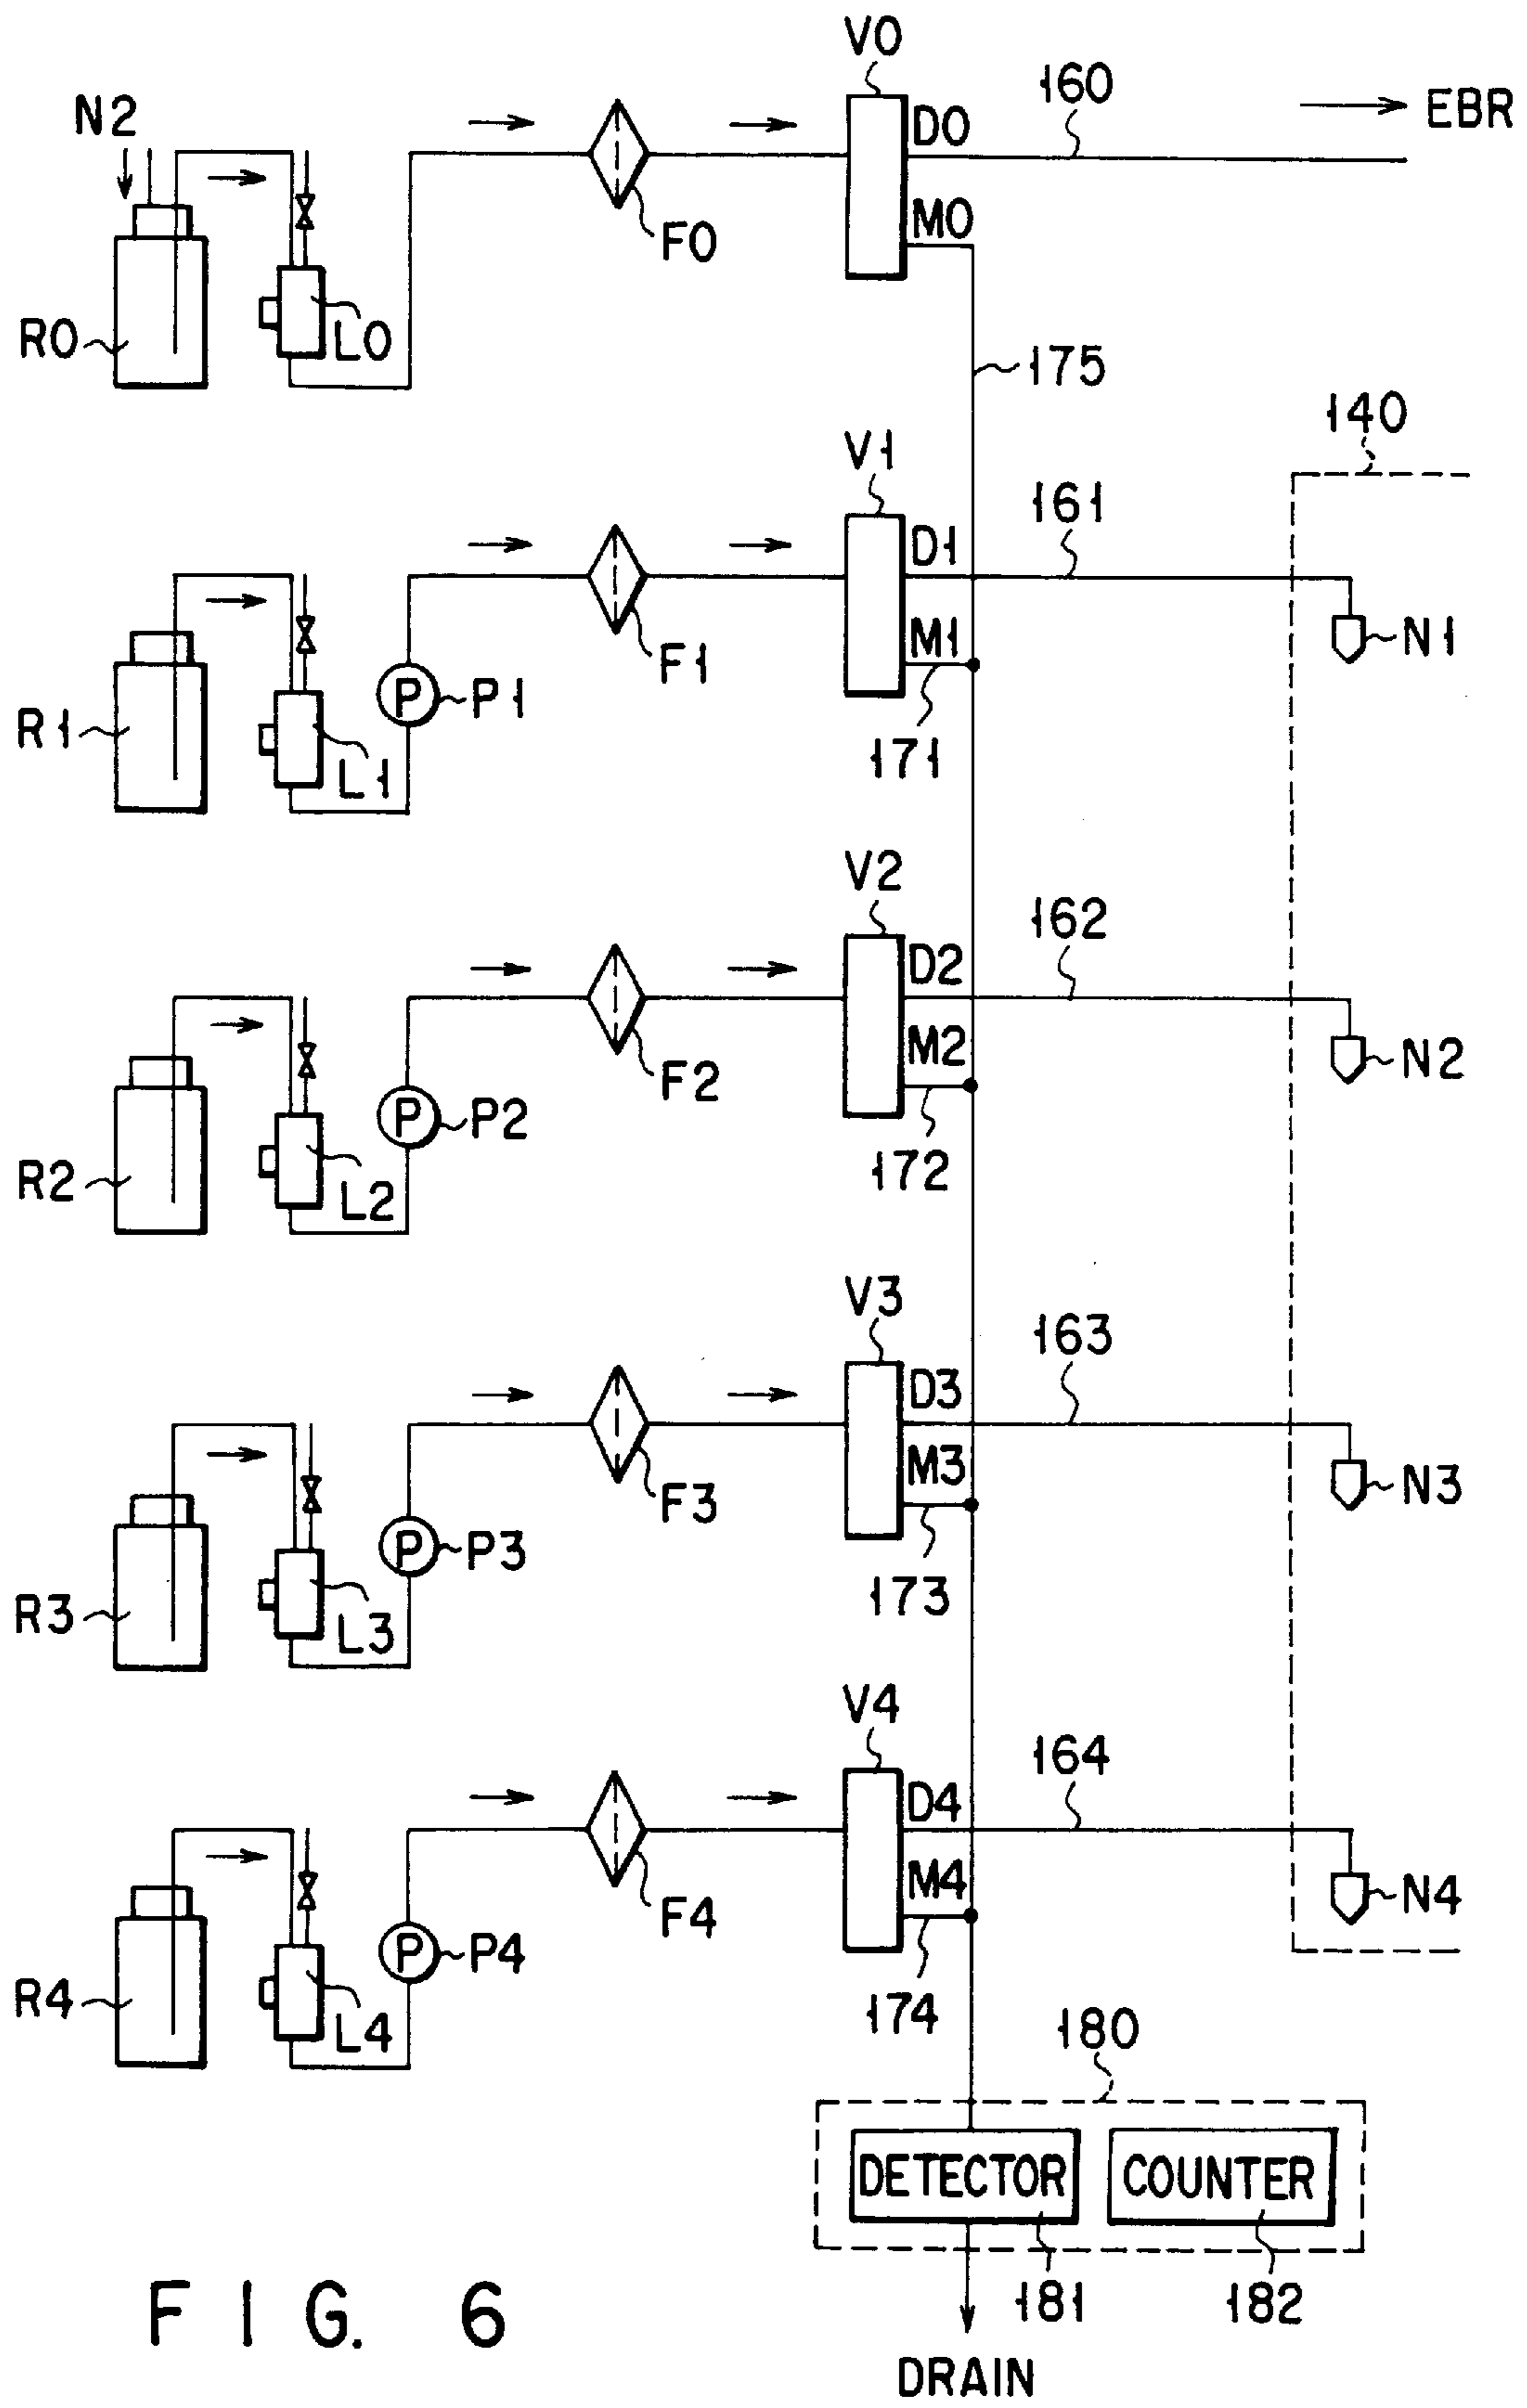 V0
160
EBR
N2
D0
M0
F0
R0
L0
175
140
V1
161
D1
M1
N1
F1
P1
R1
L1
171
V2
162
D2
M2
N2
F2
P
P2
R2
L2
172
V3
163
D3
M3
N3
F3
P
P3
R3
L3
173
V4
164
D4
M4
N4
F4
P
P4
R4
L4
174
180
DETECTOR
COUNTER
181
182
FIG. 6
DRAIN
P